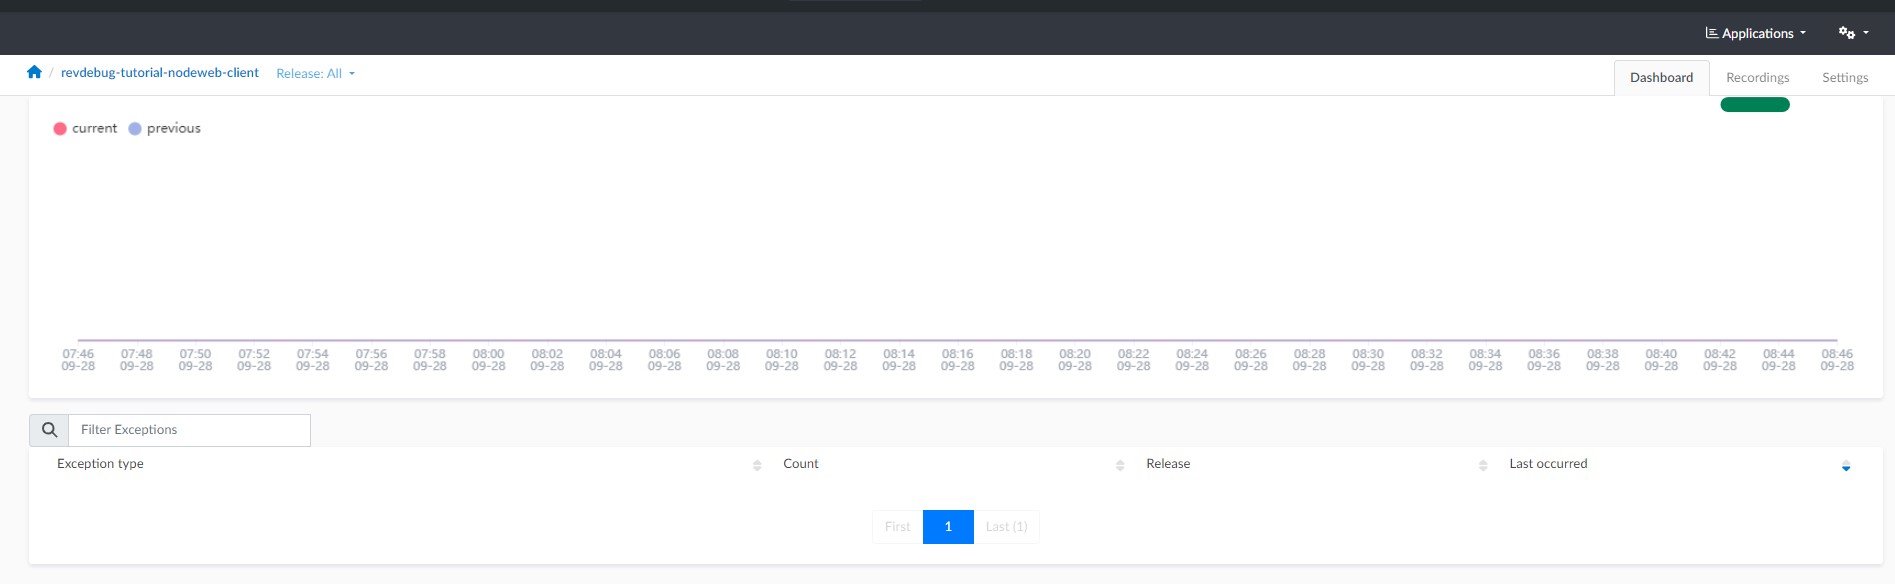 Applications
/ revdebug-tutorial-nodeweb-client Release: All
Dashboard Recordings Settings
current previous
07:46 07:48 07:50 07:52 07:54 07:56 07:58 08:00 08:02 08:04 08:06 08:08 08:10 08:12 08:14 08:16 08:18 08:20 08:22 08:24 08:26 08:28 08:30 08:32 08:34 08:36 08:38 08:40 08:42 08:44 08:46
09-28 09-28 09-28 09-28 09-28 09-28 09-28 09-28 09-28 09-28 09-28 09-28 09-28 09-28 09-28 09-28 09-28 09-28 09-28 09-28 09-28 09-28 09-28 09-28 09-28 09-28 09-28 09-28 09-28 09-28 09-28
Filter Exceptions
Exception type Count Release Last occurred
First 1 Last (1)